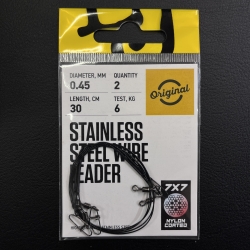 DIAMETER, MM QUANTITY
0.45 2
LENGTH, CM TEST, KG
30 6
Original
STAINLESS
STEEL WIRE
LEADER
7X7
NYLON
COATED